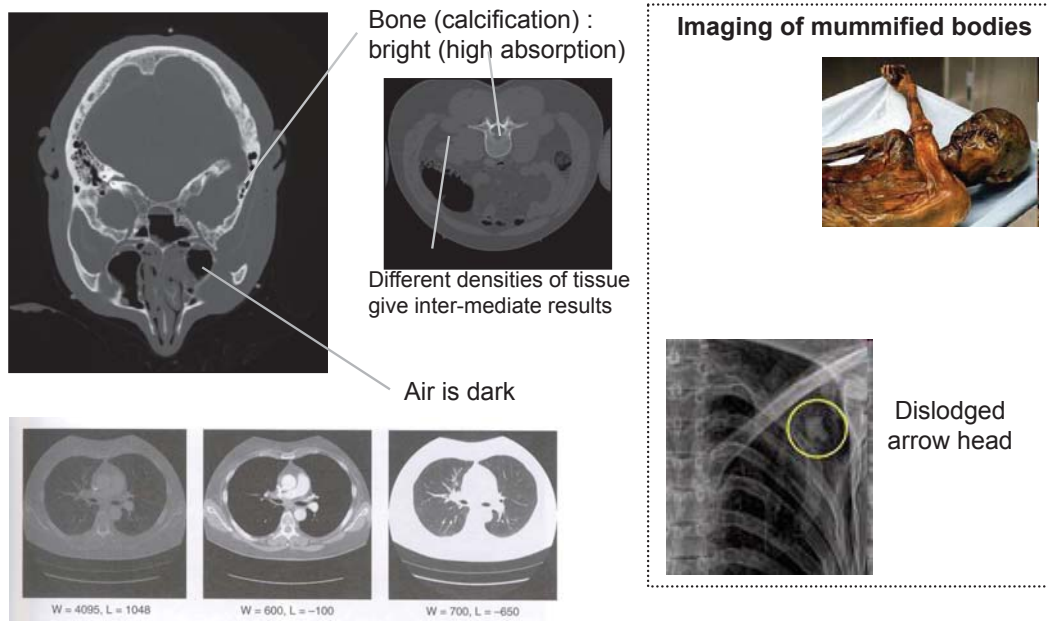 Bone (calcification) :
bright (high absorption)
Different densities of tissue
give inter-mediate results
Air is dark
W = 4095, L = 1048
W = 600, L = –100
W = 700, L = –650
Imaging of mummified bodies
Dislodged
arrow head